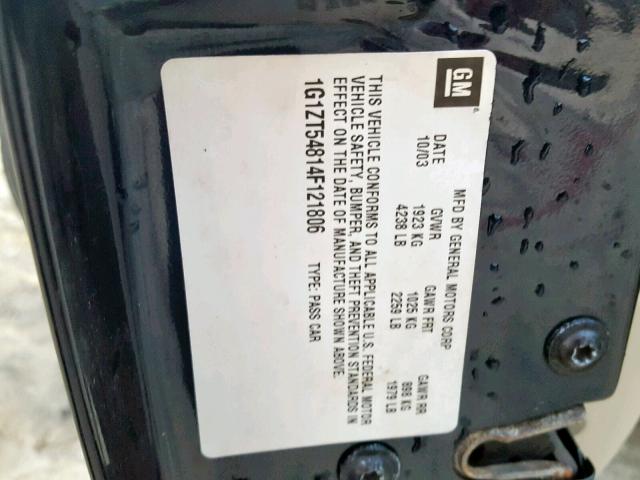 GM
MFD BY GENERAL MOTORS CORP
DATE GVWR GAWR FRT GAWR RR
10/03 1923 KG 1025 KG 898 KG
4238 LB 2259 LB 1979 LB
THIS VEHICLE CONFORMS TO ALL APPLICABLE U.S. FEDERAL MOTOR
VEHICLE SAFETY, BUMPER, AND THEFT PREVENTION STANDARDS IN
EFFECT ON THE DATE OF MANUFACTURE SHOWN ABOVE.
1G1ZT54814F121806 TYPE: PASS CAR